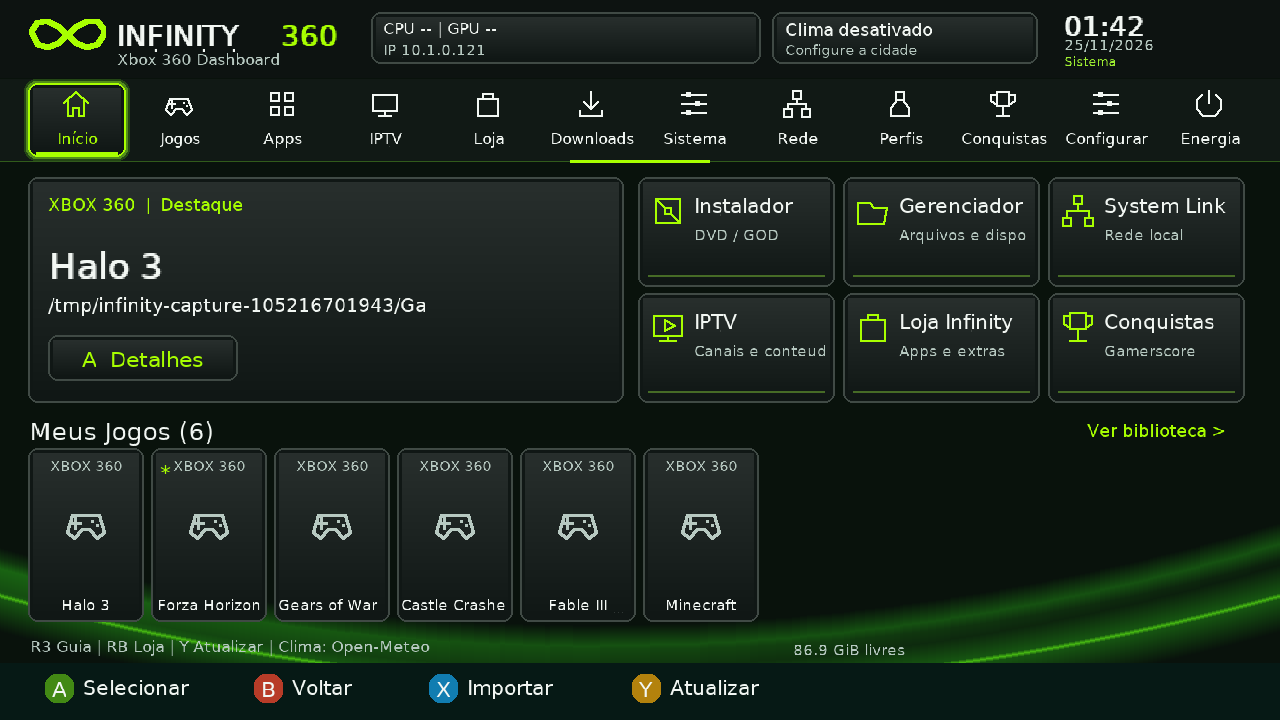 INFINITY 360
Xbox 360 Dashboard
CPU -- | GPU --
IP 10.1.0.121
Clima desativado
Configure a cidade
01:42
25/11/2026
Sistema
Início
Jogos
Apps
IPTV
Loja
Downloads
Sistema
Rede
Perfis
Conquistas
Configurar
Energia
XBOX 360 | Destaque
Halo 3
/tmp/infinity-capture-105216701943/Ga
A Detalhes
Instalador
DVD / GOD
Gerenciador
Arquivos e dispo
System Link
Rede local
IPTV
Canais e conteud
Loja Infinity
Apps e extras
Conquistas
Gamerscore
Meus Jogos (6)
Ver biblioteca >
XBOX 360
Halo 3
* XBOX 360
Forza Horizon
XBOX 360
Gears of War
XBOX 360
Castle Crashe
XBOX 360
Fable III
XBOX 360
Minecraft
R3 Guia | RB Loja | Y Atualizar | Clima: Open-Meteo
86.9 GiB livres
A Selecionar
B Voltar
X Importar
Y Atualizar